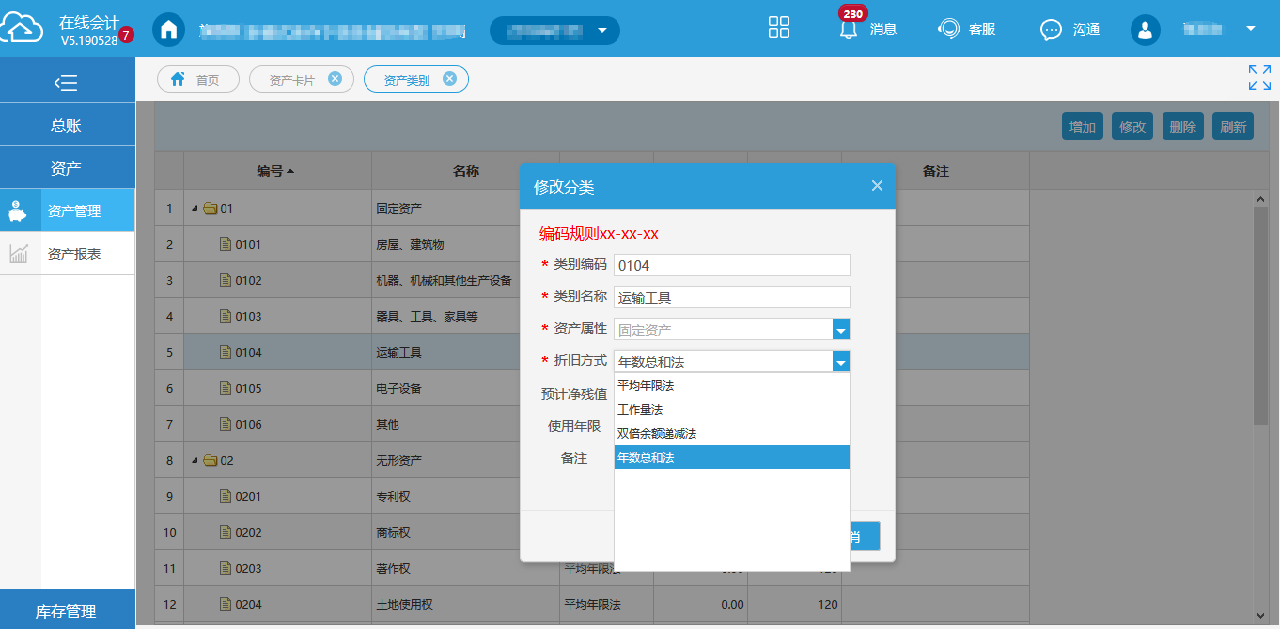 在线会计
V5.190528
7
230
消息
客服
沟通
首页
资产卡片
资产类别
总账
资产
资产管理
资产报表
库存管理
增加 修改 删除 刷新
编号 名称 备注
1 01 固定资产
2 0101 房屋、建筑物
3 0102 机器、机械和其他生产设备
4 0103 器具、工具、家具等
5 0104 运输工具
6 0105 电子设备
7 0106 其他
8 02 无形资产
9 0201 专利权
10 0202 商标权
11 0203 著作权 平均年限法 0.00 120
12 0204 土地使用权 平均年限法 0.00 120
修改分类
编码规则xx-xx-xx
* 类别编码 0104
* 类别名称 运输工具
* 资产属性 固定资产
* 折旧方式 年数总和法
预计净残值
使用年限
备注
平均年限法
工作量法
双倍余额递减法
年数总和法
消